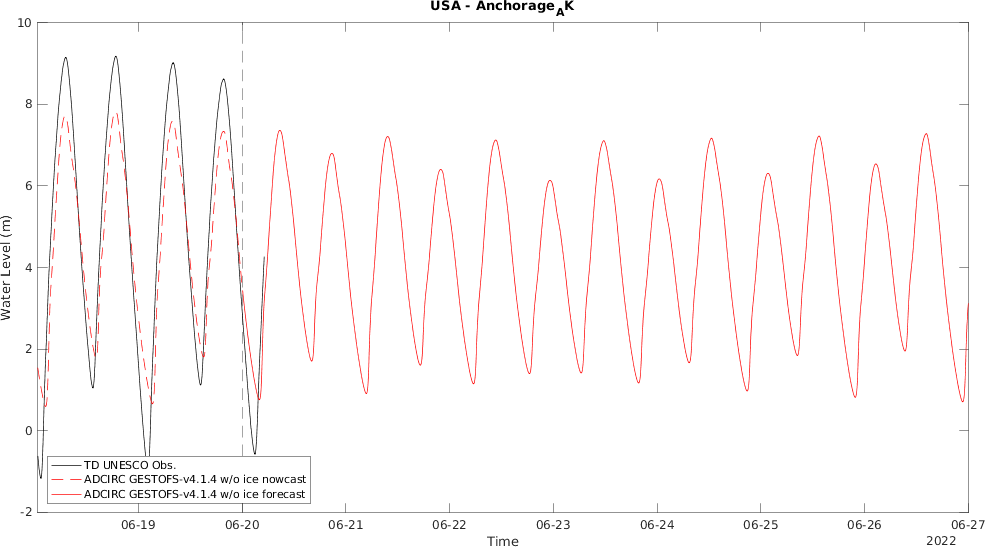 USA - Anchorage_AK
10
8
6
4
2
0
-2
Water Level (m)
TD UNESCO Obs.
ADCIRC GESTOFS-v4.1.4 w/o ice nowcast
ADCIRC GESTOFS-v4.1.4 w/o ice forecast
06-19 06-20 06-21 06-22 06-23 06-24 06-25 06-26 06-27
Time
2022